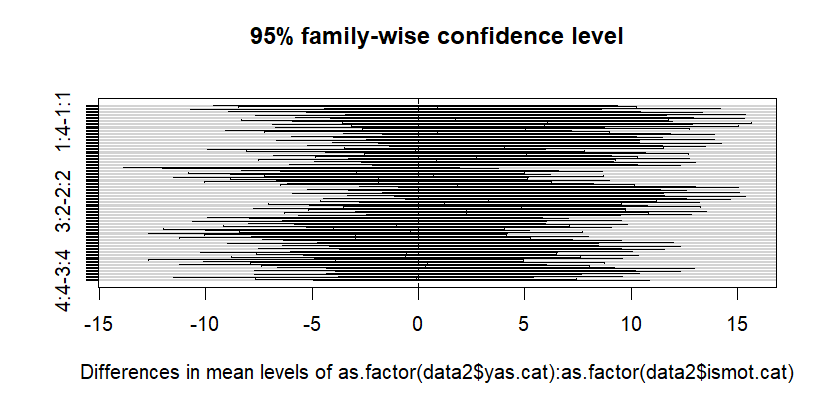 95% family-wise confidence level
1:4-1:1
3:2-2:2
4:4-3:4
-15 -10 -5 0 5 10 15
Differences in mean levels of as.factor(data2$yas.cat):as.factor(data2$ismot.cat)